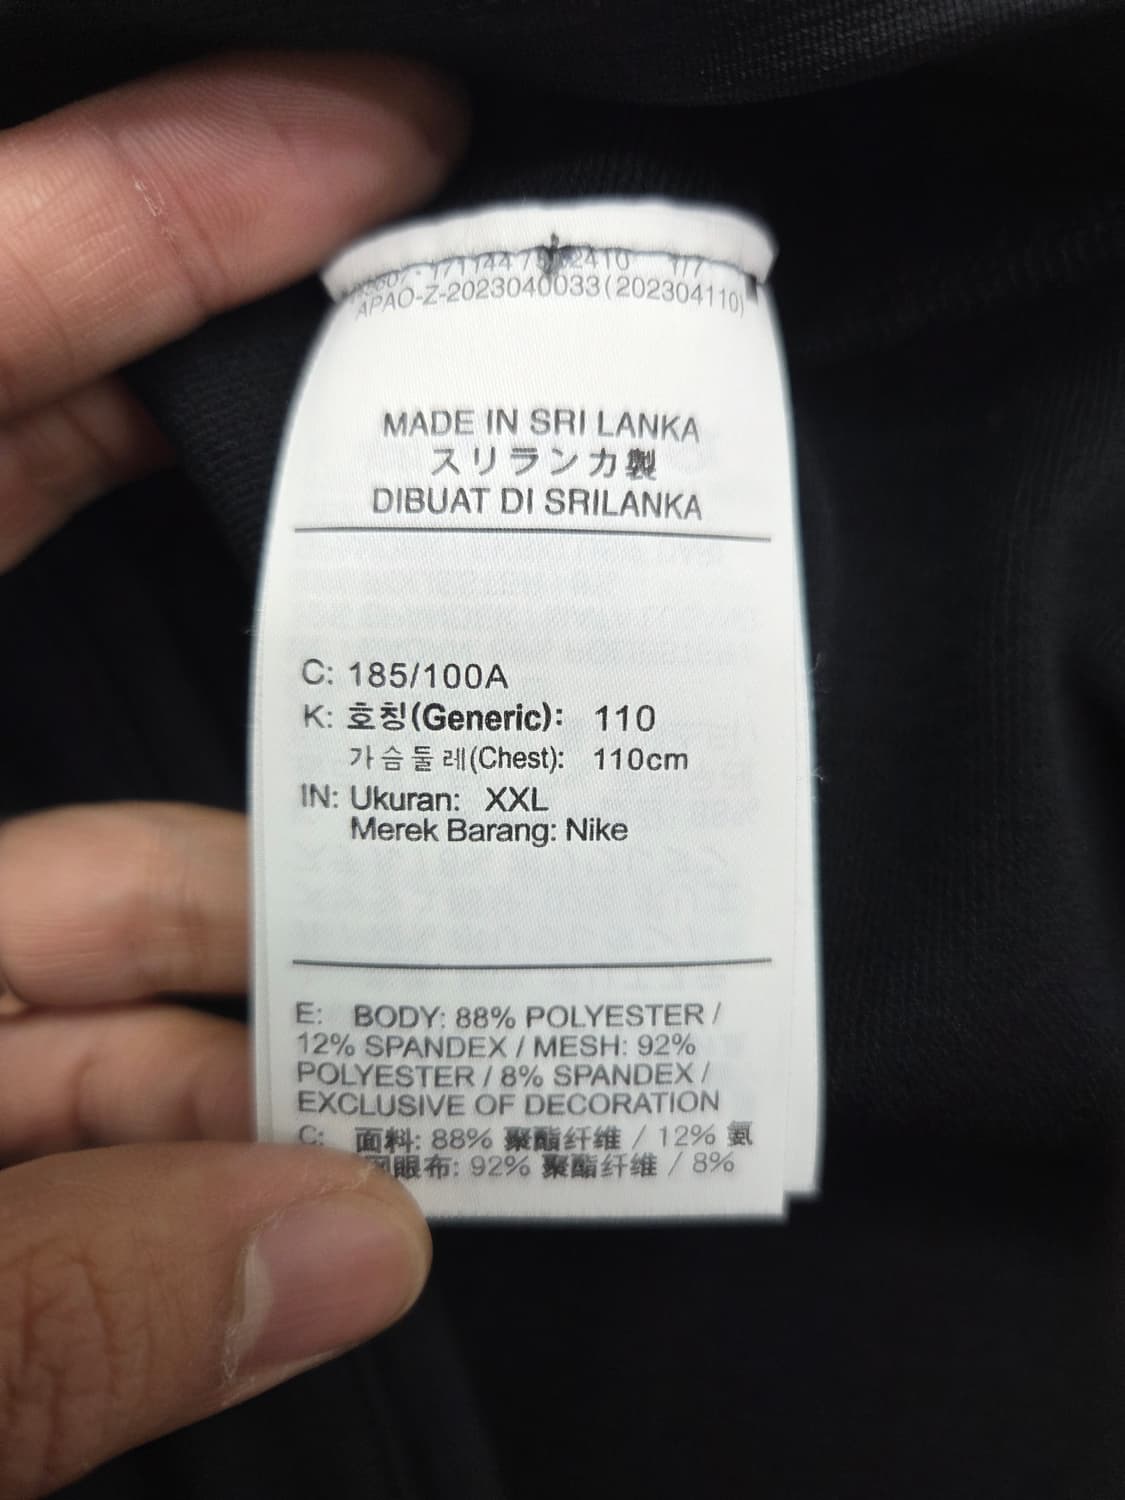 APAO-Z-2023040033(202304110)
MADE IN SRI LANKA
スリランカ製
DIBUAT DI SRILANKA
C: 185/100A
K: 호칭(Generic): 110
가슴둘레(Chest): 110cm
IN: Ukuran: XXL
Merek Barang: Nike
E: BODY: 88% POLYESTER /
12% SPANDEX / MESH: 92%
POLYESTER / 8% SPANDEX /
EXCLUSIVE OF DECORATION
C: 面料: 88% 聚酯纤维 / 12% 氨
眼布: 92% 聚酯纤维 / 8%